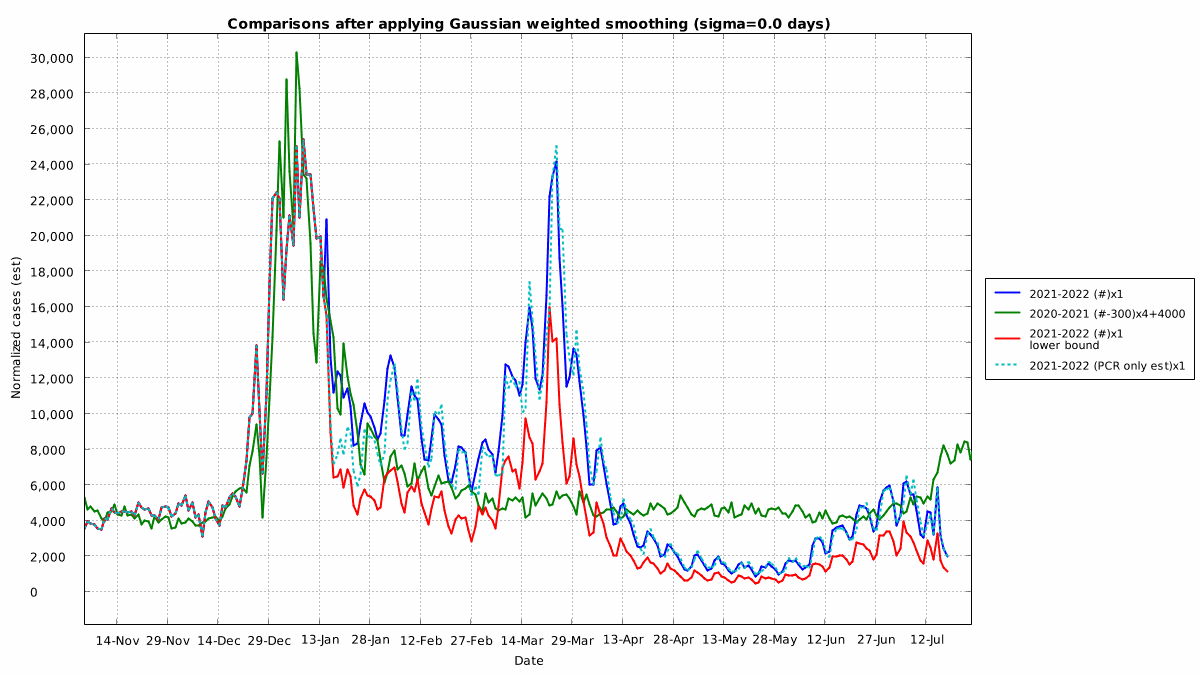 Comparisons after applying Gaussian weighted smoothing (sigma=0.0 days)
30,000
28,000
26,000
24,000
22,000
20,000
18,000
16,000
14,000
12,000
10,000
8,000
6,000
4,000
2,000
0
Normalized cases (est)
14-Nov 29-Nov 14-Dec 29-Dec 13-Jan 28-Jan 12-Feb 27-Feb 14-Mar 29-Mar 13-Apr 28-Apr 13-May 28-May 12-Jun 27-Jun 12-Jul
Date
2021-2022 (#)x1
2020-2021 (#-300)x4+4000
2021-2022 (#)x1
lower bound
2021-2022 (PCR only est)x1